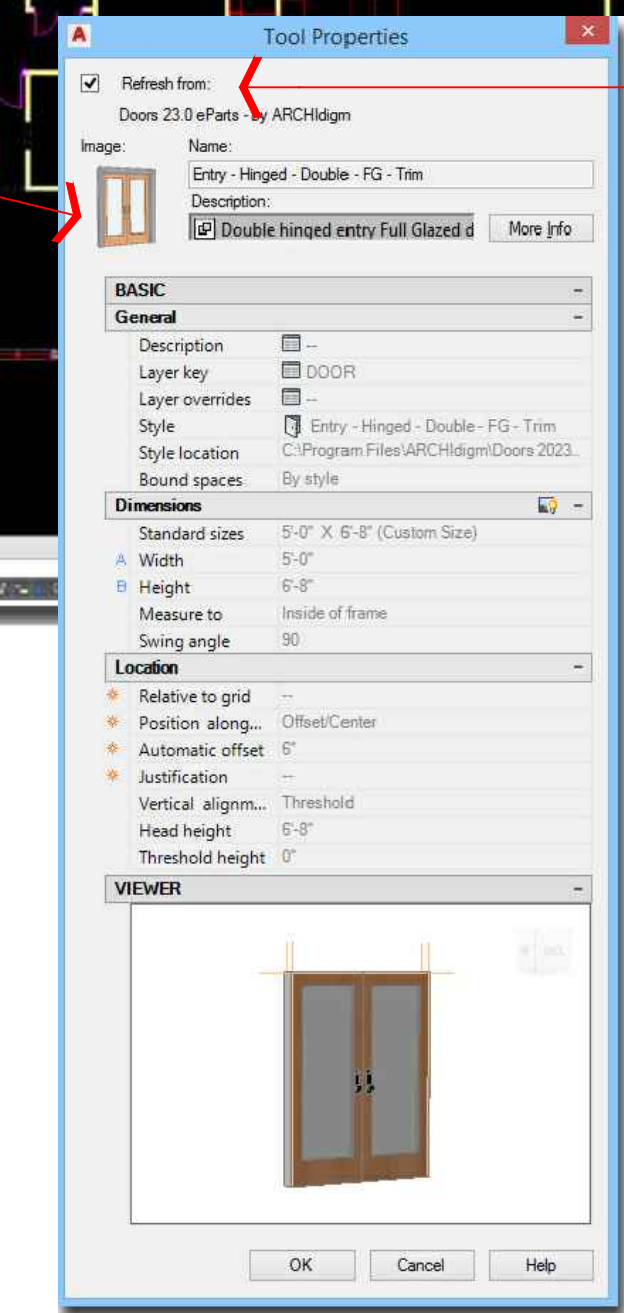 Tool Properties
Refresh from:
Doors 23.0 eParts - by ARCHIdigm
Image:
Name:
Entry - Hinged - Double - FG - Trim
Description:
Double hinged entry Full Glazed d
More Info
BASIC
General
Description --
Layer key DOOR
Layer overrides --
Style Entry - Hinged - Double - FG - Trim
Style location C:\Program Files\ARCHIdigm\Doors 2023...
Bound spaces By style
Dimensions
Standard sizes 5'-0" X 6'-8" (Custom Size)
A Width 5'-0"
B Height 6'-8"
Measure to Inside of frame
Swing angle 90
Location
Relative to grid --
Position along... Offset/Center
Automatic offset 6"
Justification --
Vertical alignm... Threshold
Head height 6'-8"
Threshold height 0"
VIEWER
OK Cancel Help